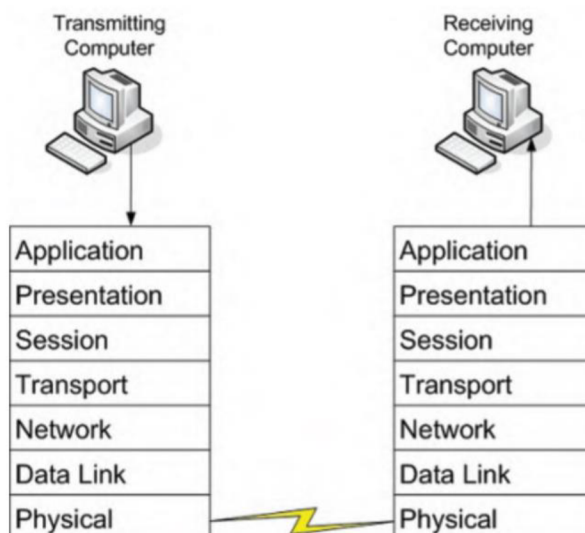 Transmitting
Computer
Receiving
Computer
Application
Presentation
Session
Transport
Network
Data Link
Physical
Application
Presentation
Session
Transport
Network
Data Link
Physical